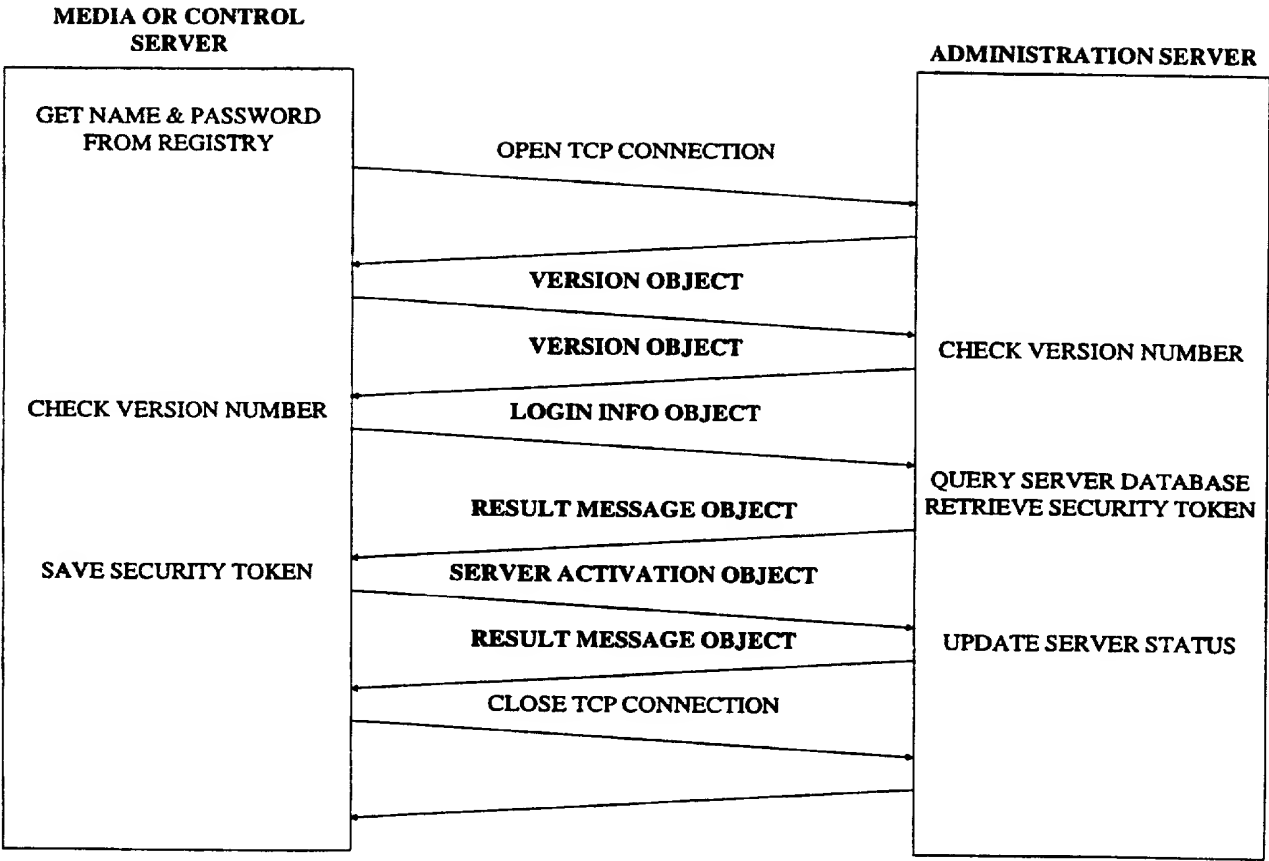 MEDIA OR CONTROL
SERVER
ADMINISTRATION SERVER
GET NAME & PASSWORD
FROM REGISTRY
OPEN TCP CONNECTION
VERSION OBJECT
VERSION OBJECT
CHECK VERSION NUMBER
CHECK VERSION NUMBER
LOGIN INFO OBJECT
QUERY SERVER DATABASE
RETRIEVE SECURITY TOKEN
RESULT MESSAGE OBJECT
SAVE SECURITY TOKEN
SERVER ACTIVATION OBJECT
RESULT MESSAGE OBJECT
UPDATE SERVER STATUS
CLOSE TCP CONNECTION